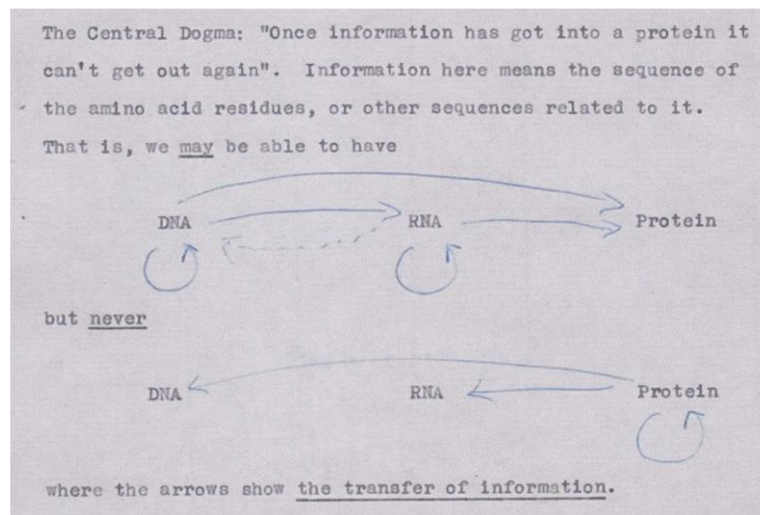 The Central Dogma: "Once information has got into a protein it
can't get out again". Information here means the sequence of
the amino acid residues, or other sequences related to it.
That is, we may be able to have
DNA RNA Protein
but never
DNA RNA Protein
where the arrows show the transfer of information.